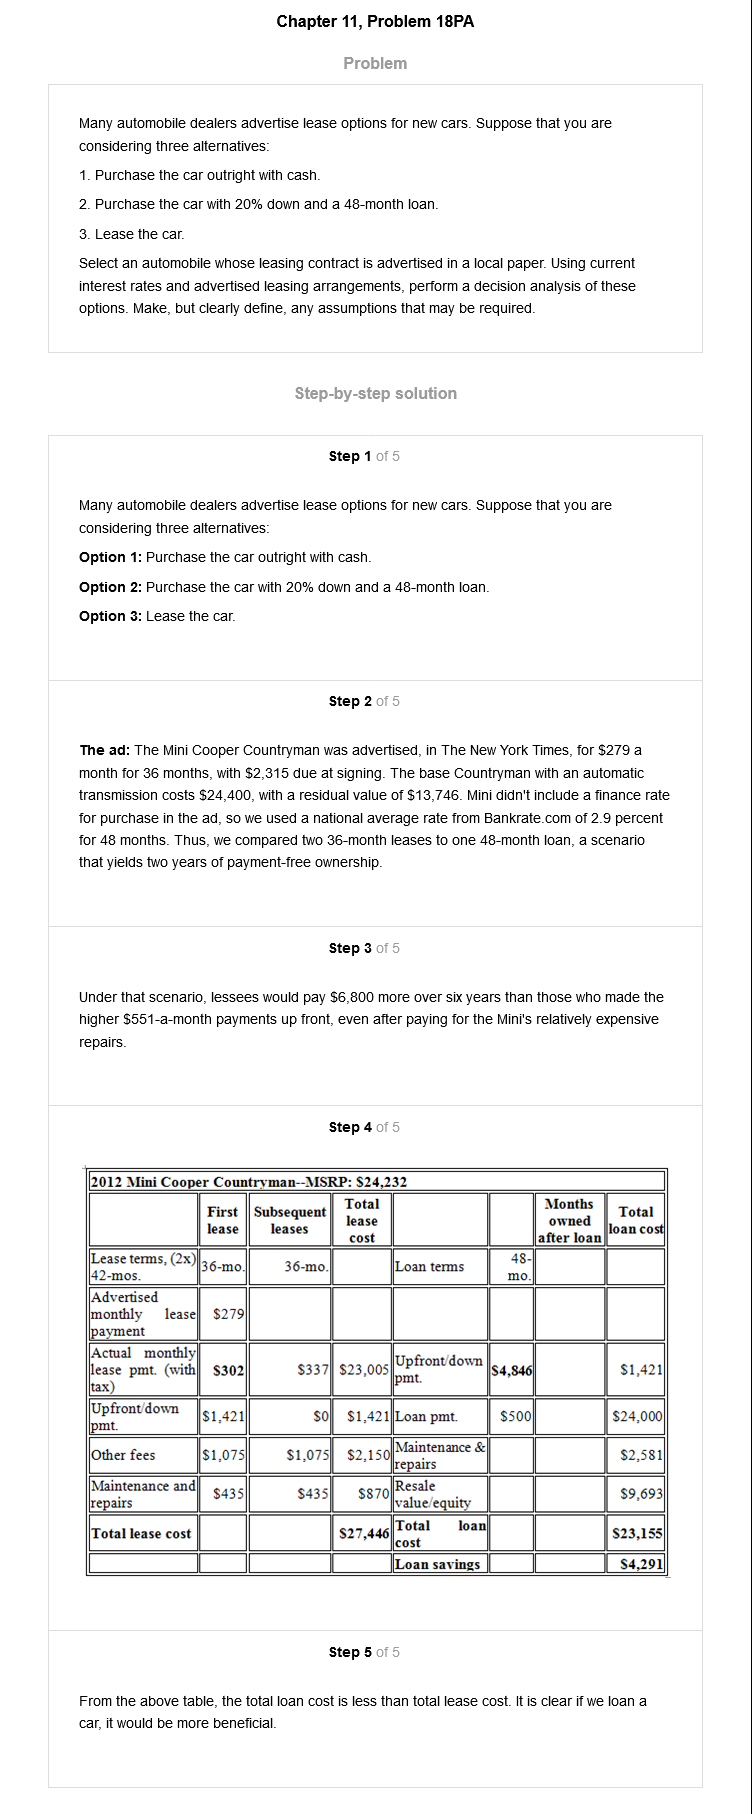 Chapter 11, Problem 18PA
Problem
Many automobile dealers advertise lease options for new cars. Suppose that you are
considering three alternatives:
1. Purchase the car outright with cash.
2. Purchase the car with 20% down and a 48-month loan.
3. Lease the car.
Select an automobile whose leasing contract is advertised in a local paper. Using current
interest rates and advertised leasing arrangements, perform a decision analysis of these
options. Make, but clearly define, any assumptions that may be required.
Step-by-step solution
Step 1 of 5
Many automobile dealers advertise lease options for new cars. Suppose that you are
considering three alternatives:
Option 1: Purchase the car outright with cash.
Option 2: Purchase the car with 20% down and a 48-month loan.
Option 3: Lease the car.
Step 2 of 5
The ad: The Mini Cooper Countryman was advertised, in The New York Times, for $279 a
month for 36 months, with $2,315 due at signing. The base Countryman with an automatic
transmission costs $24,400, with a residual value of $13,746. Mini didn't include a finance rate
for purchase in the ad, so we used a national average rate from Bankrate.com of 2.9 percent
for 48 months. Thus, we compared two 36-month leases to one 48-month loan, a scenario
that yields two years of payment-free ownership.
Step 3 of 5
Under that scenario, lessees would pay $6,800 more over six years than those who made the
higher $551-a-month payments up front, even after paying for the Mini's relatively expensive
repairs.
Step 4 of 5
2012 Mini Cooper Countryman--MSRP: $24,232
First lease | Subsequent leases | Total lease cost | Months owned after loan | Total loan cost
Lease terms, (2x) 42-mos. | 36-mo. | 36-mo. | Loan terms | 48-mo.
Advertised monthly lease payment | $279
Actual monthly lease pmt. (with tax) | $302 | $337 | $23,005 | Upfront/down pmt. | $4,846 | $1,421
Upfront/down pmt. | $1,421 | $0 | $1,421 | Loan pmt. | $500 | $24,000
Other fees | $1,075 | $1,075 | $2,150 | Maintenance & repairs | $2,581
Maintenance and repairs | $435 | $435 | $870 | Resale value/equity | $9,693
Total lease cost | $27,446 | Total loan cost | $23,155
Loan savings | $4,291
Step 5 of 5
From the above table, the total loan cost is less than total lease cost. It is clear if we loan a
car, it would be more beneficial.